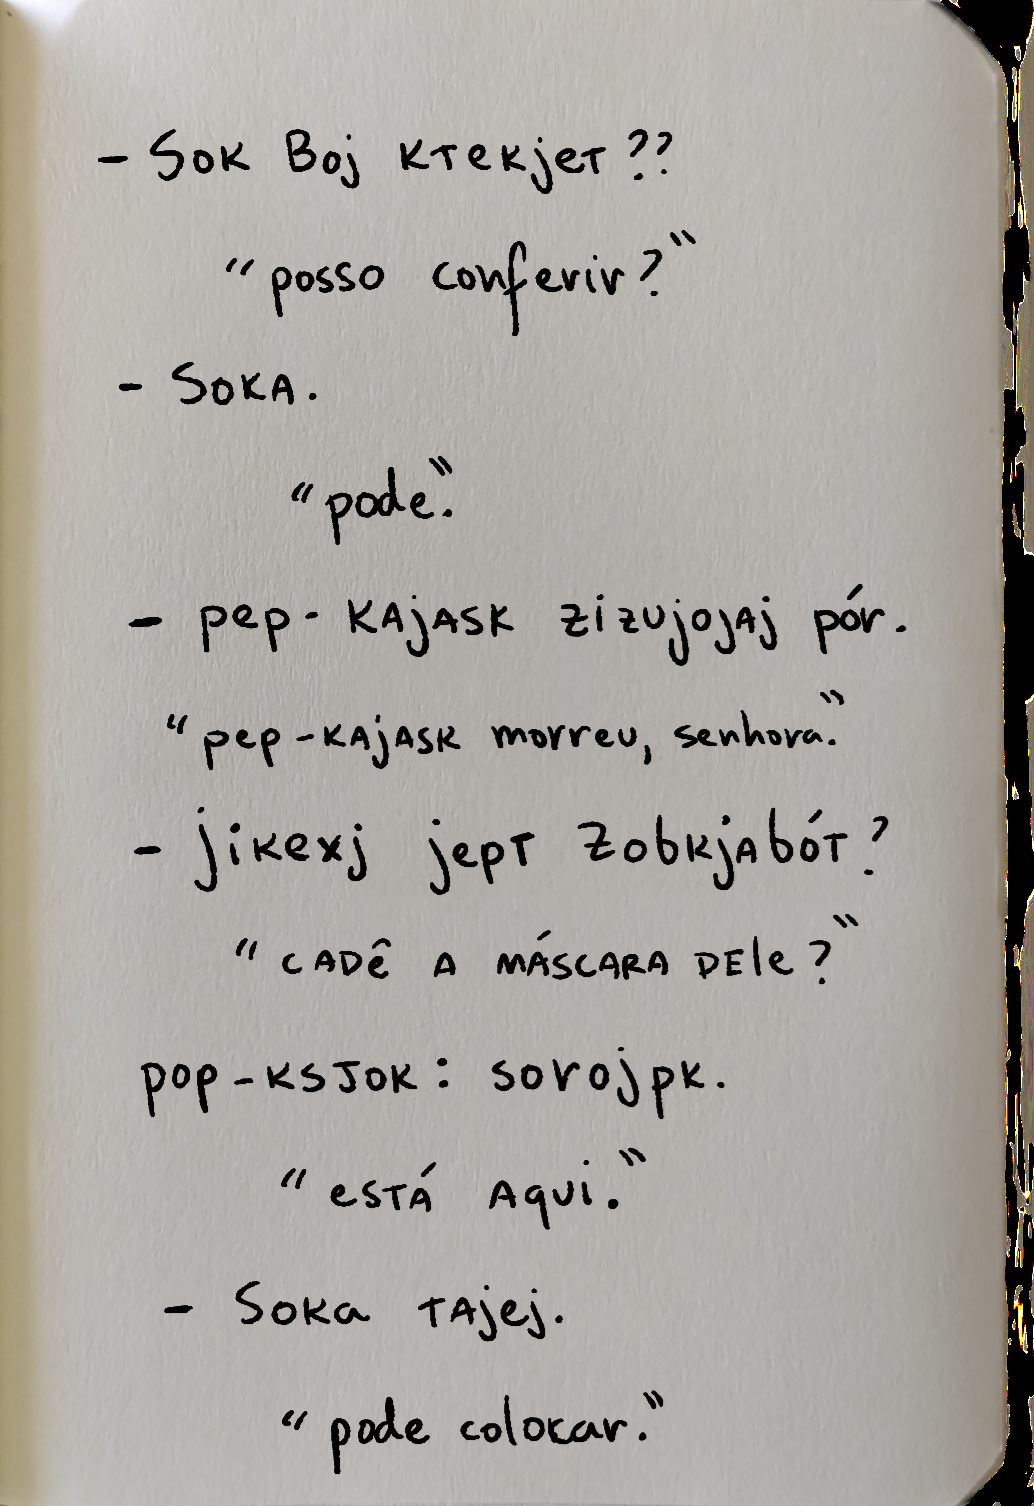 - Sok Boj ktekjet??
"posso conferir?"
- Soka.
"pode."
- pep-kajask zizujojaj pór.
"pep-kajask morreu, senhora."
- jikexj jept zobkjabót?
"cadê a máscara dele?"
pop-ksjok: sorojpk.
"está aqui."
- Soka tajej.
"pode colocar."